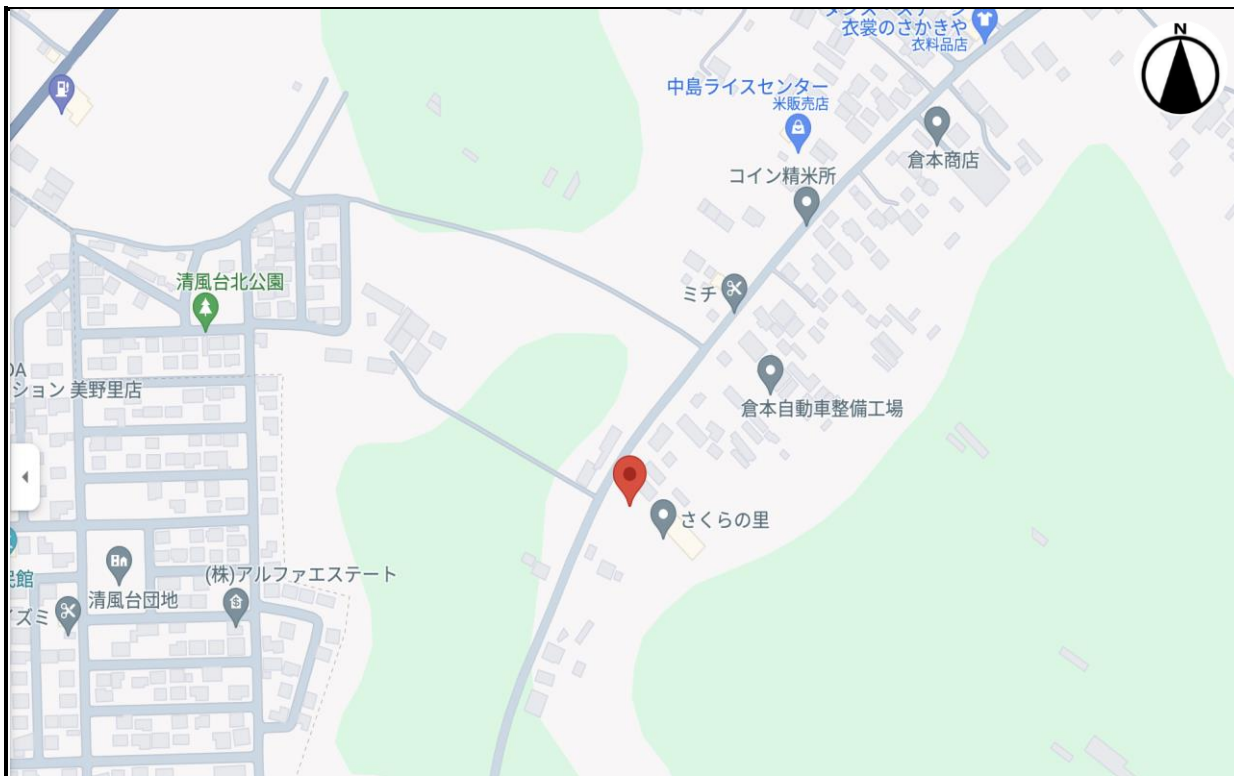 衣裳のさかきや
衣料品店
N
中島ライスセンター
米販売店
倉本商店
コイン精米所
清風台北公園
ミチ
ション 美野里店
倉本自動車整備工場
さくらの里
(株)アルファエステート
清風台団地